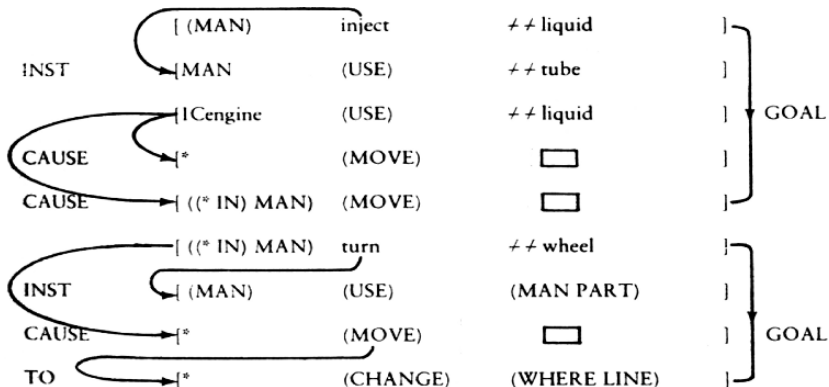 [ (MAN) inject ++ liquid ]
INST [MAN (USE) ++ tube ]
[ICengine (USE) ++ liquid ] GOAL
CAUSE [* (MOVE) ]
CAUSE [ ((* IN) MAN) (MOVE) ]
[ ((* IN) MAN) turn ++ wheel ]
INST [ (MAN) (USE) (MAN PART) ]
CAUSE [* (MOVE) ] GOAL
TO [* (CHANGE) (WHERE LINE) ]